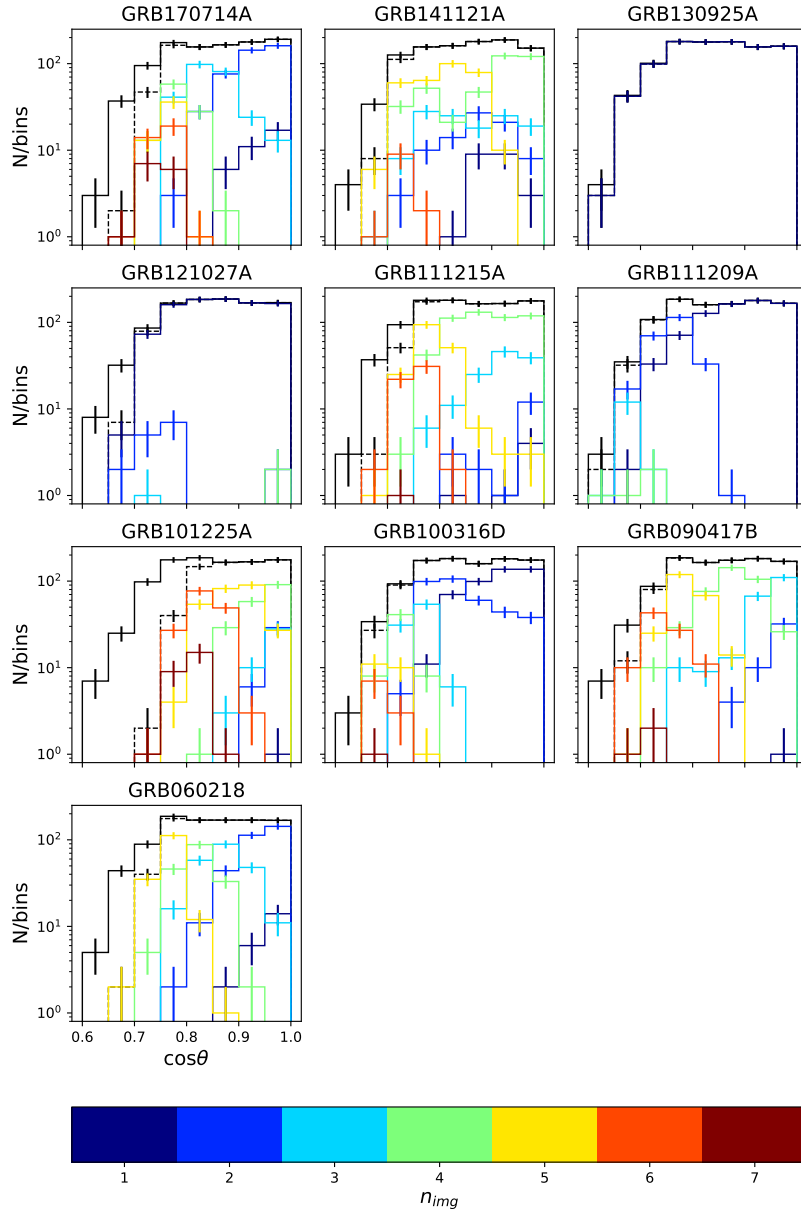 GRB170714A GRB141121A GRB130925A
N/bins
10²
10¹
10⁰
GRB121027A GRB111215A GRB111209A
N/bins
10²
10¹
10⁰
GRB101225A GRB100316D GRB090417B
N/bins
10²
10¹
10⁰
GRB060218
N/bins
10²
10¹
10⁰
0.6 0.7 0.8 0.9 1.0
cosθ
1 2 3 4 5 6 7
n_img